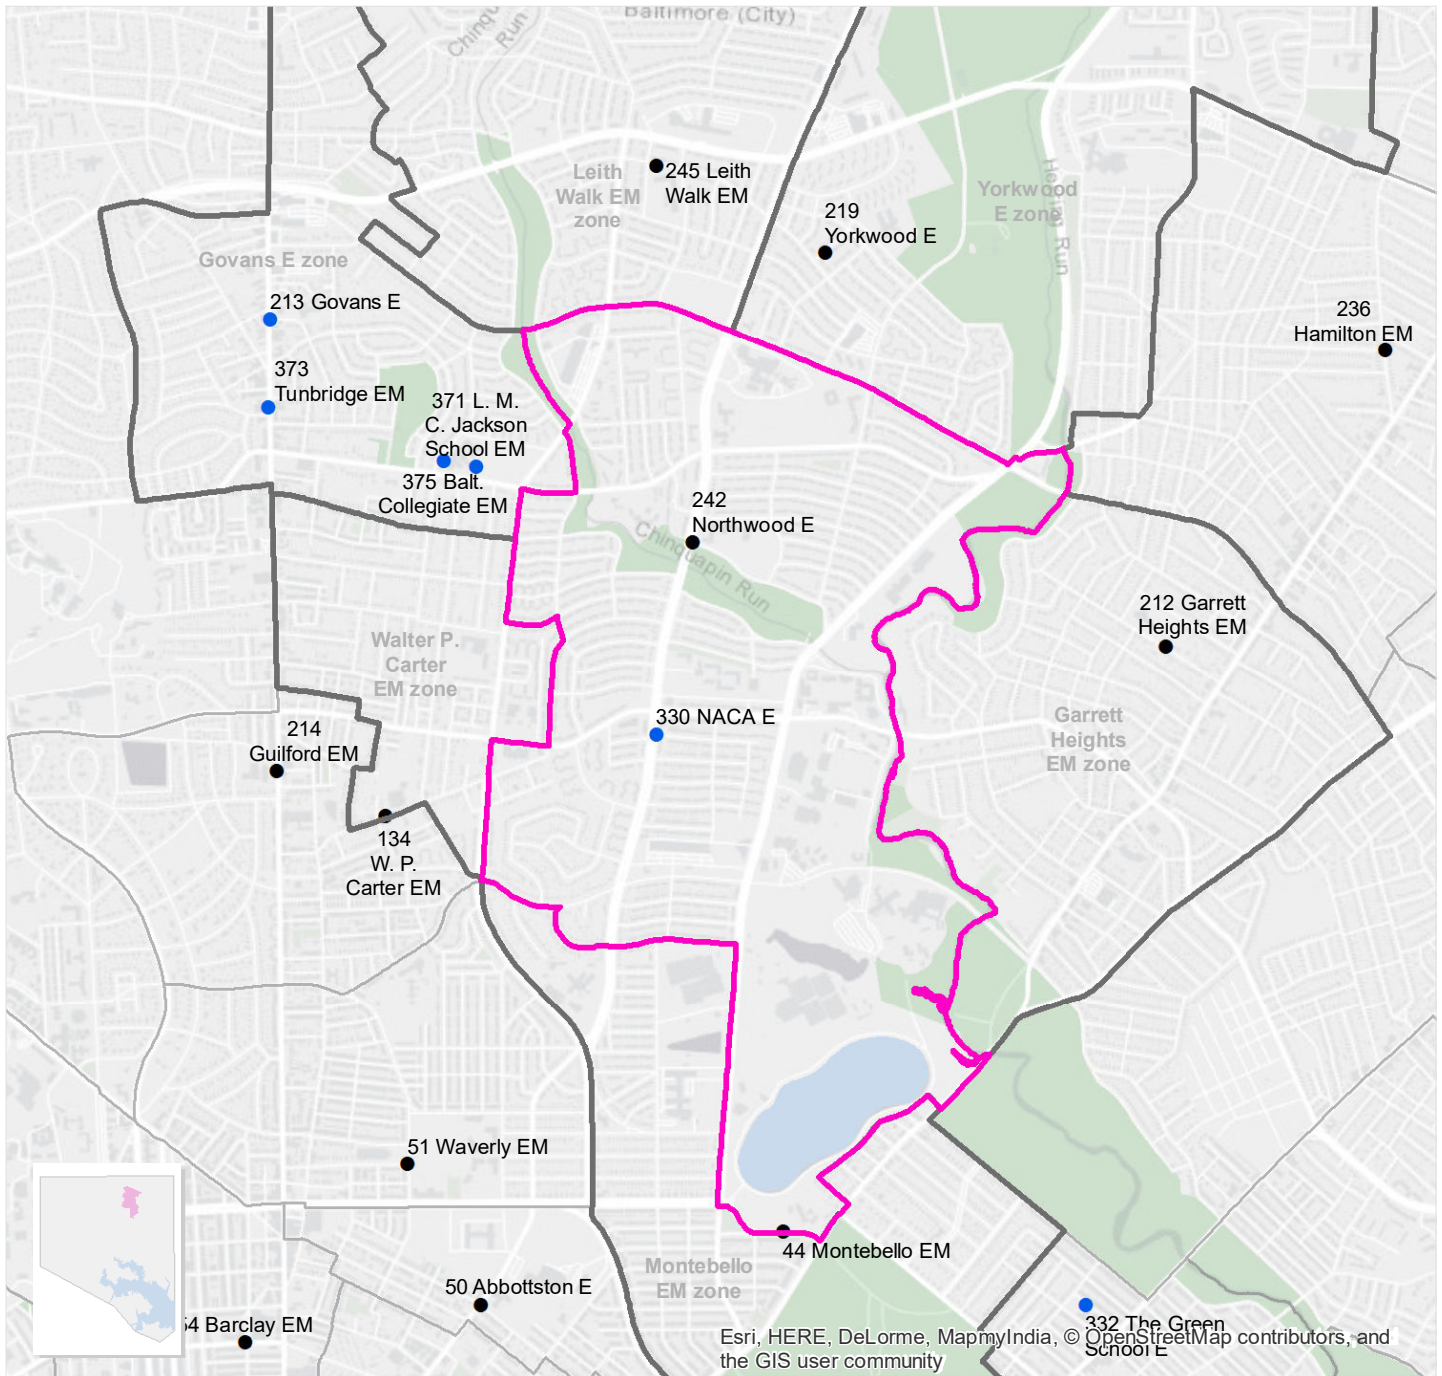 Baltimore (City)
Chinqu
Run
Leith
Walk EM
zone
245 Leith
Walk EM
Yorkwood
E zone
Herring Run
219
Yorkwood E
Govans E zone
213 Govans E
236
Hamilton EM
373
Tunbridge EM
371 L. M.
C. Jackson
School EM
375 Balt.
Collegiate EM
242
Northwood E
Chinquapin Run
212 Garrett
Heights EM
Walter P.
Carter
EM zone
330 NACA E
Garrett
Heights
EM zone
214
Guilford EM
134
W. P.
Carter EM
51 Waverly EM
44 Montebello EM
Montebello
EM zone
50 Abbottston E
54 Barclay EM
332 The Green
School E
Esri, HERE, DeLorme, MapmyIndia, © OpenStreetMap contributors, and
the GIS user community